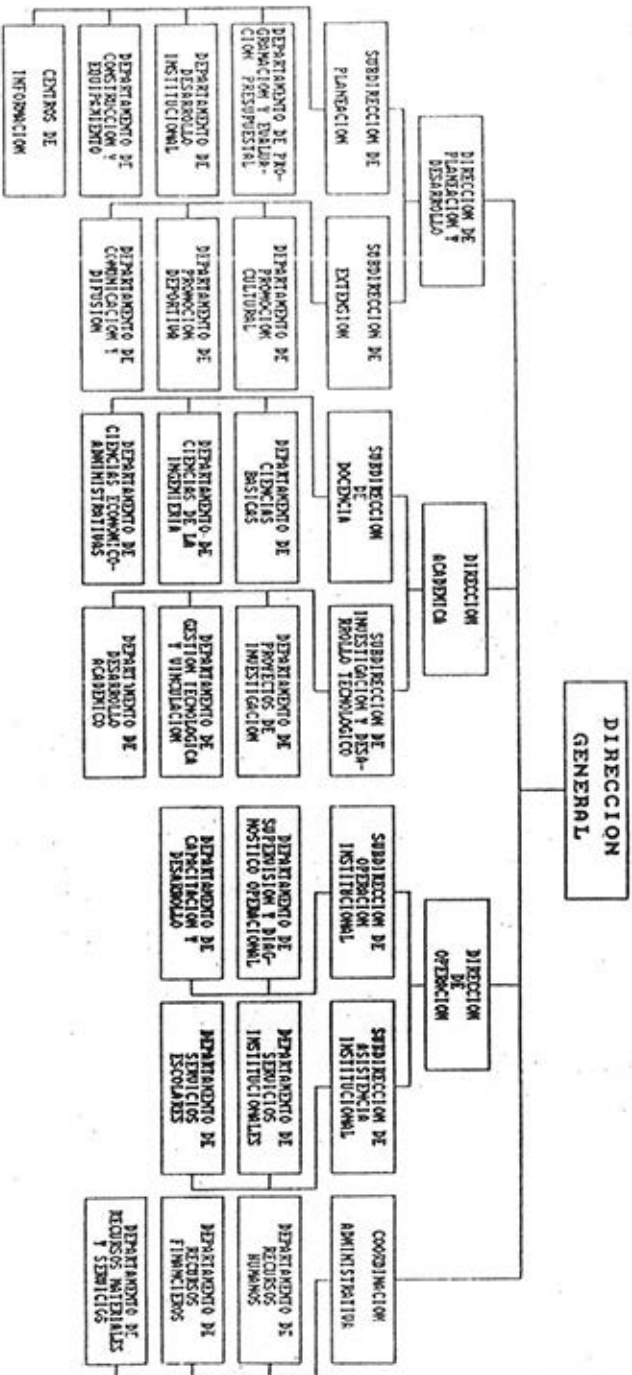 DIRECCION
GENERAL
DIRECCION DE
PLANEACION Y
DESARROLLO
DIRECCION
ACADEMICA
DIRECCION
DE
OPERACION
SUBDIRECCION DE
PLANEACION
SUBDIRECCION DE
EXTENSION
SUBDIRECCION
DE
DOCENCIA
SUBDIRECCION DE
INVESTIGACION Y DESA-
RROLLO TECNOLOGICO
SUBDIRECCION DE
OPERACION
INSTITUCIONAL
SUBDIRECCION DE
ASISTENCIA
INSTITUCIONAL
COORDINACION
ADMINISTRATIVA
DEPARTAMENTO DE PRO-
GRAMACION Y EVALUA-
CION PRESUPUESTAL
DEPARTAMENTO DE
PROMOCION
CULTURAL
DEPARTAMENTO DE
CIENCIAS
BASICAS
DEPARTAMENTO DE
PROYECTOS DE
INVESTIGACION
DEPARTAMENTO DE
SUPERVISION Y DIAG-
NOSTICO OPERACIONAL
DEPARTAMENTO DE
SERVICIOS
INSTITUCIONALES
DEPARTAMENTO DE
RECURSOS
HUMANOS
DEPARTAMENTO DE
DESARROLLO
INSTITUCIONAL
DEPARTAMENTO DE
PROMOCION
DEPORTIVA
DEPARTAMENTO DE
CIENCIAS DE LA
INGENIERIA
DEPARTAMENTO DE
GESTION TECNOLOGICA
Y VINCULACION
DEPARTAMENTO DE
CAPACITACION Y
DESARROLLO
DEPARTAMENTO DE
SERVICIOS
ESCOLARES
DEPARTAMENTO DE
RECURSOS
FINANCIEROS
DEPARTAMENTO DE
CONSTRUCCION Y
EQUIPAMIENTO
DEPARTAMENTO DE
COMUNICACION Y
DIFUSION
DEPARTAMENTO DE
CIENCIAS ECONOMICO-
ADMINISTRATIVAS
DEPARTAMENTO DE
DESARROLLO
ACADEMICO
DEPARTAMENTO DE
RECURSOS MATERIALES
Y SERVICIOS
CENTROS DE
INFORMACION